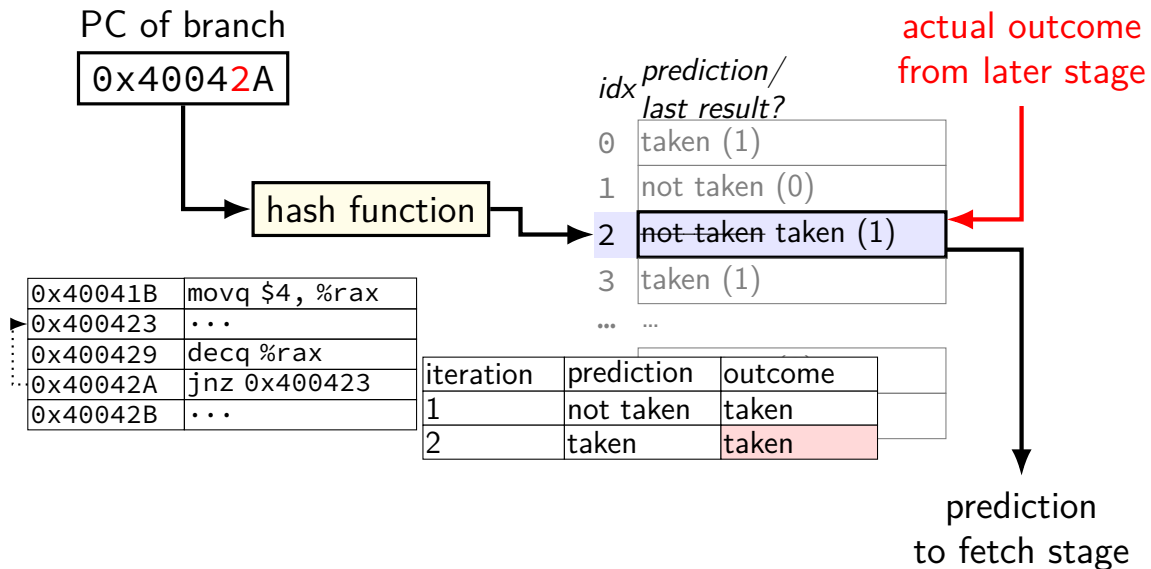 PC of branch
0x40042A
hash function
idx prediction/
last result?
0 taken (1)
1 not taken (0)
2 not taken taken (1)
3 taken (1)
... ...
actual outcome
from later stage
0x40041B movq $4, %rax
0x400423 ···
0x400429 decq %rax
0x40042A jnz 0x400423
0x40042B ···
iteration prediction outcome
1 not taken taken
2 taken taken
prediction
to fetch stage